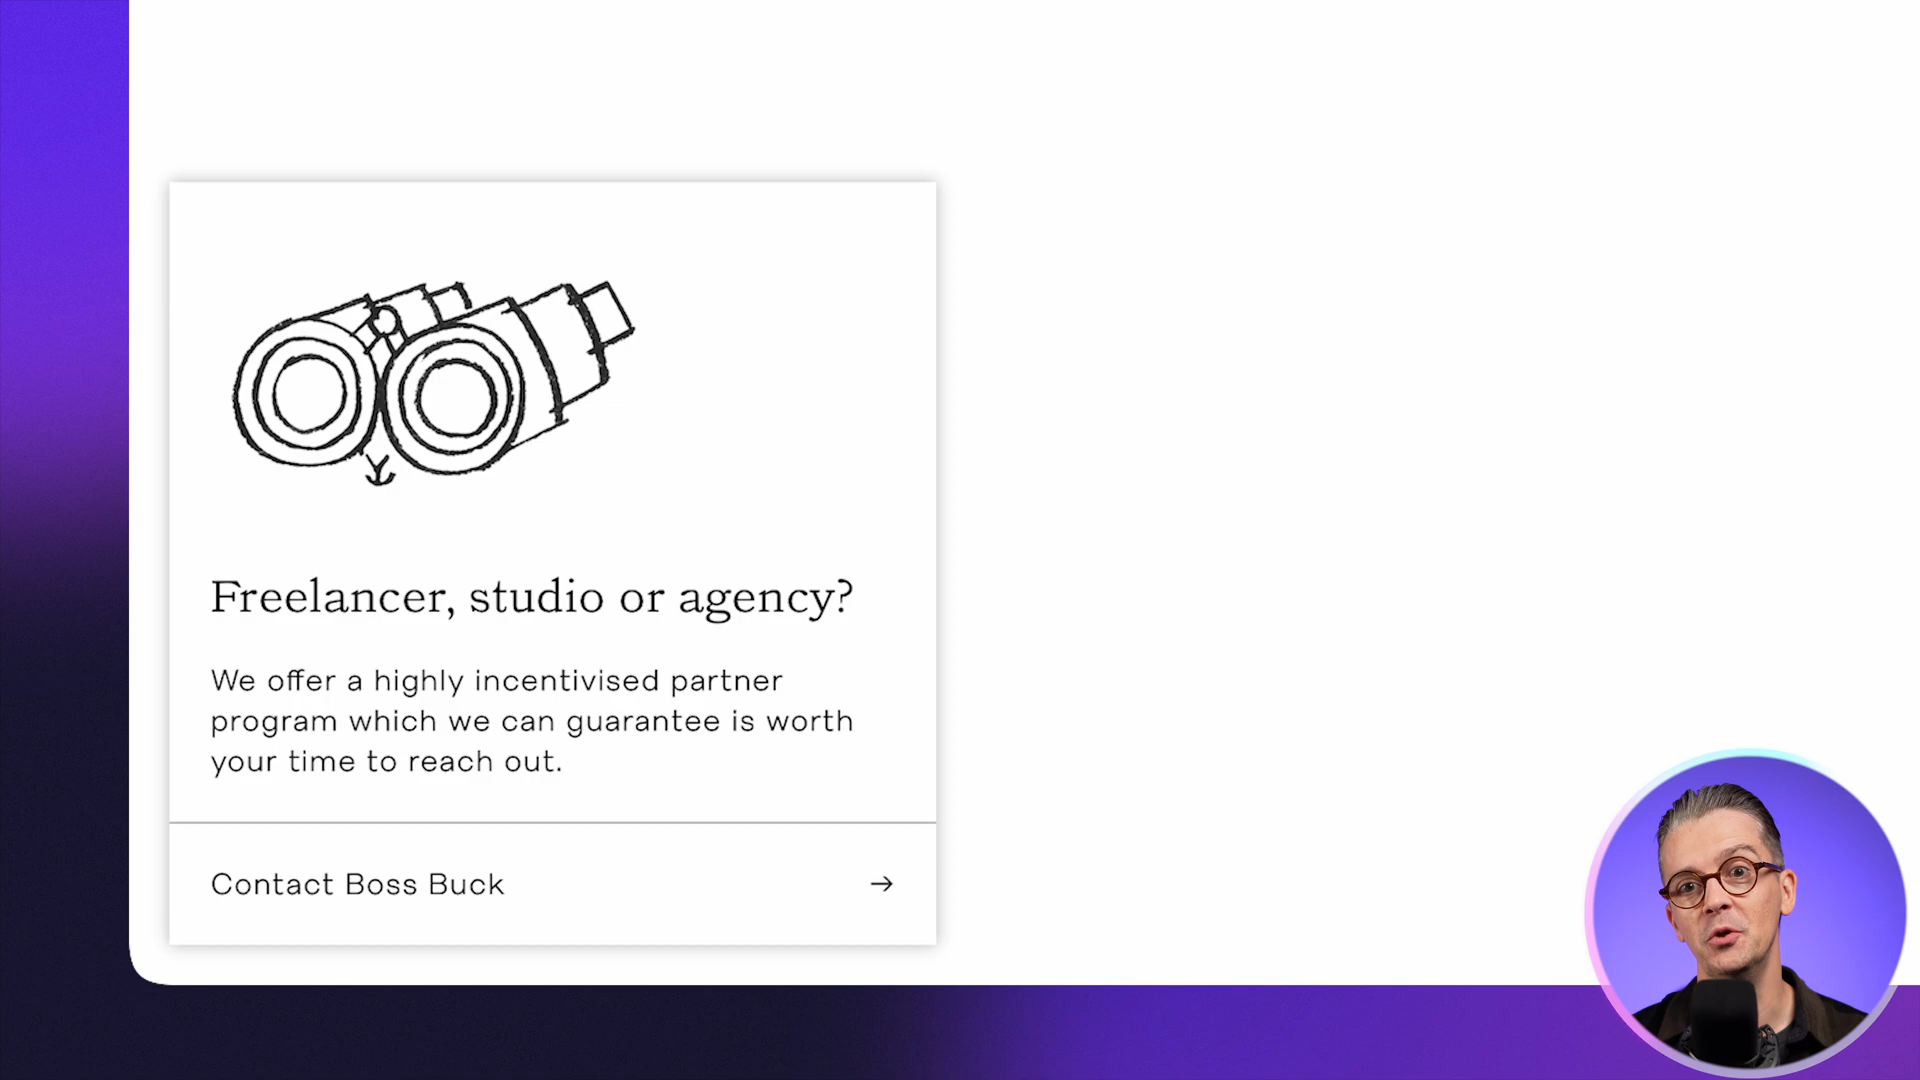 Freelancer, studio or agency?
We offer a highly incentivised partner
program which we can guarantee is worth
your time to reach out.
Contact Boss Buck →